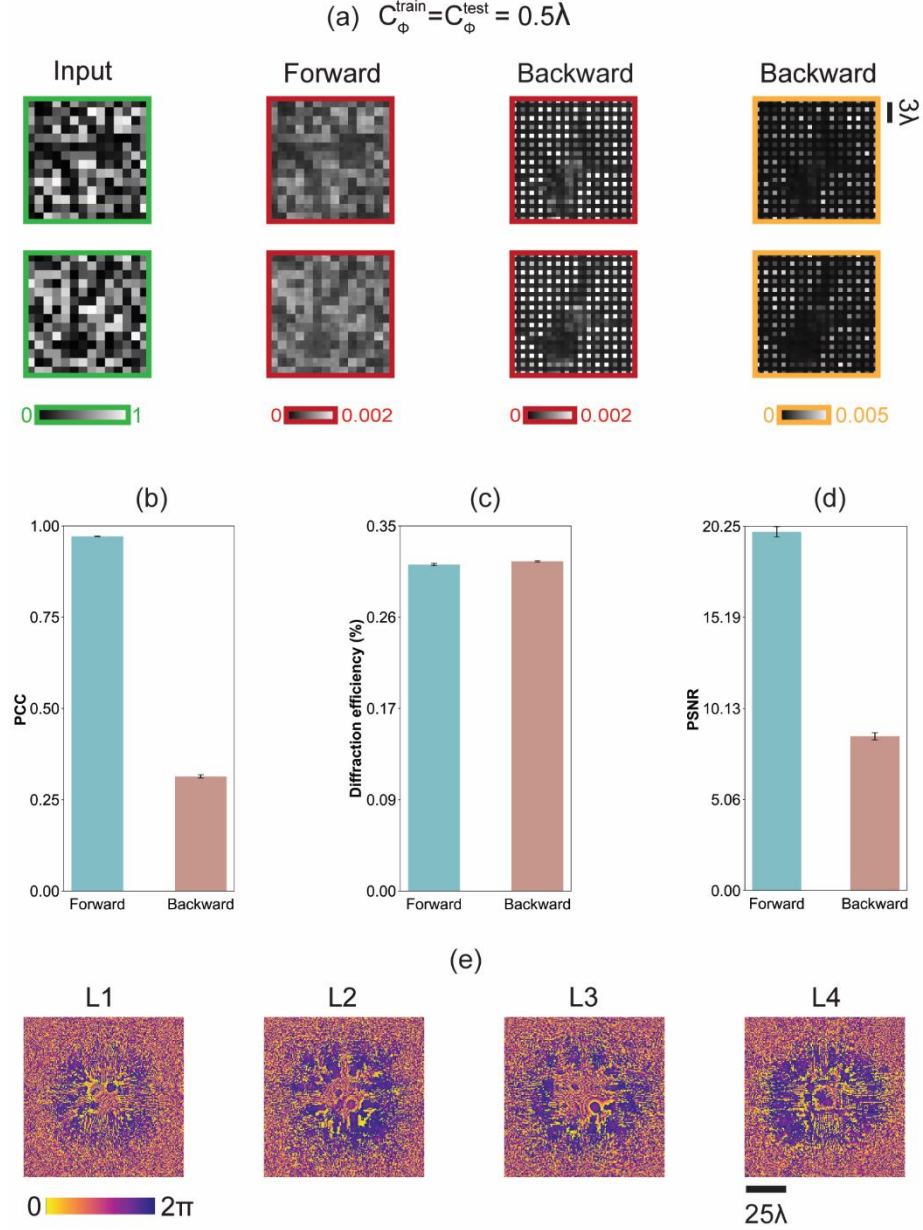 (a) C_Φ^train=C_Φ^test = 0.5λ
Input
Forward
Backward
Backward
3λ
0 1
0 0.002
0 0.002
0 0.005
(b)
1.00
0.75
0.50
0.25
0.00
PCC
Forward
Backward
(c)
0.35
0.26
0.17
0.09
0.00
Diffraction efficiency (%)
Forward
Backward
(d)
20.25
15.19
10.13
5.06
0.00
PSNR
Forward
Backward
(e)
L1
L2
L3
L4
0 2π
25λ